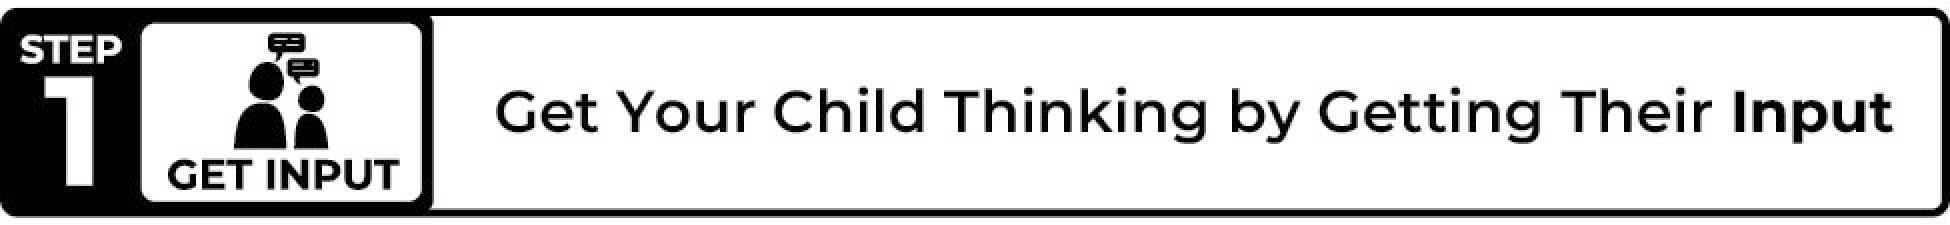 STEP
1
GET INPUT
Get Your Child Thinking by Getting Their Input